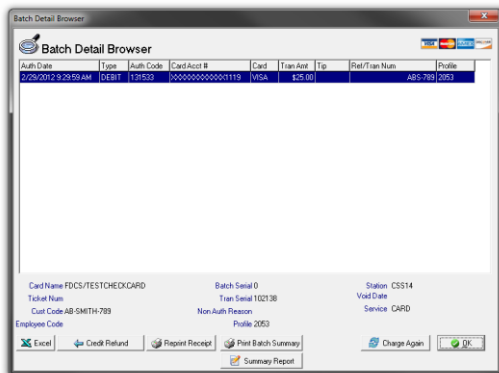 Batch Detail Browser
Batch Detail Browser
VISA
Auth Date Type Auth Code Card Acct # Card Tran Amt Tip Ref/Tran Num Profile
2/29/2012 9:29:59 AM DEBIT 131533 XXXXXXXXXXXX1119 VISA $25.00 ABS-789 2053
Card Name FDCS/TESTCHECKCARD Batch Serial 0 Station CSS14
Ticket Num Tran Serial 102138 Void Date
Cust Code AB-SMITH-789 Non Auth Reason Service CARD
Employee Code Profile 2053
Excel Credit Refund Reprint Receipt Print Batch Summary Charge Again OK
Summary Report